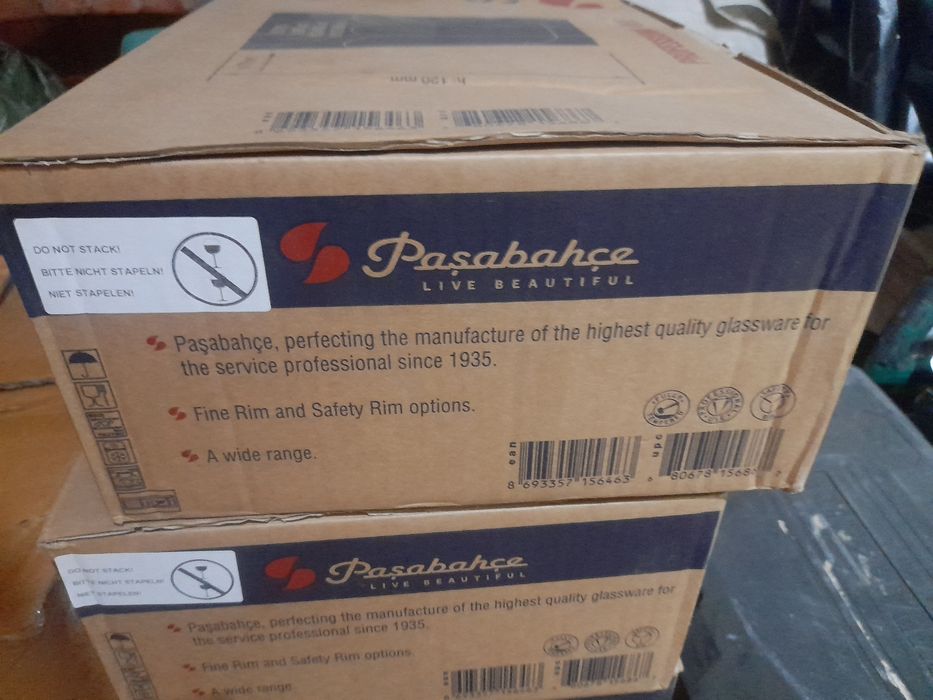 h: 120 mm
DO NOT STACK!
BITTE NICHT STAPELN!
NIET STAPELEN!
Paşabahçe
LIVE BEAUTIFUL
Paşabahçe, perfecting the manufacture of the highest quality glassware for
the service professional since 1935.
Fine Rim and Safety Rim options.
A wide range.
ean
8 693357 156463
upc
DO NOT STACK!
BITTE NICHT STAPELN!
NIET STAPELEN!
Paşabahçe
LIVE BEAUTIFUL
Paşabahçe, perfecting the manufacture of the highest quality glassware for
the service professional since 1935.
Fine Rim and Safety Rim options.
A wide range.